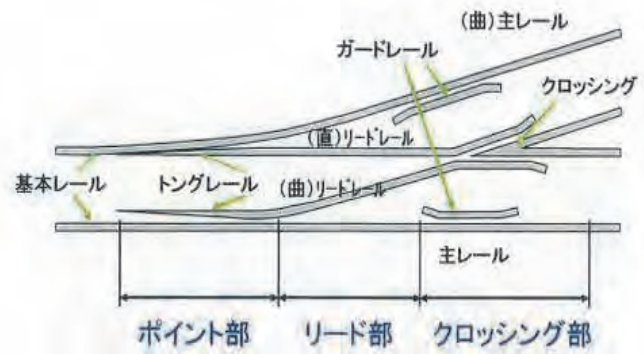 (曲)主レール
ガードレール
クロッシング
(直)リードレール
基本レール
トングレール
(曲)リードレール
主レール
ポイント部
リード部
クロッシング部